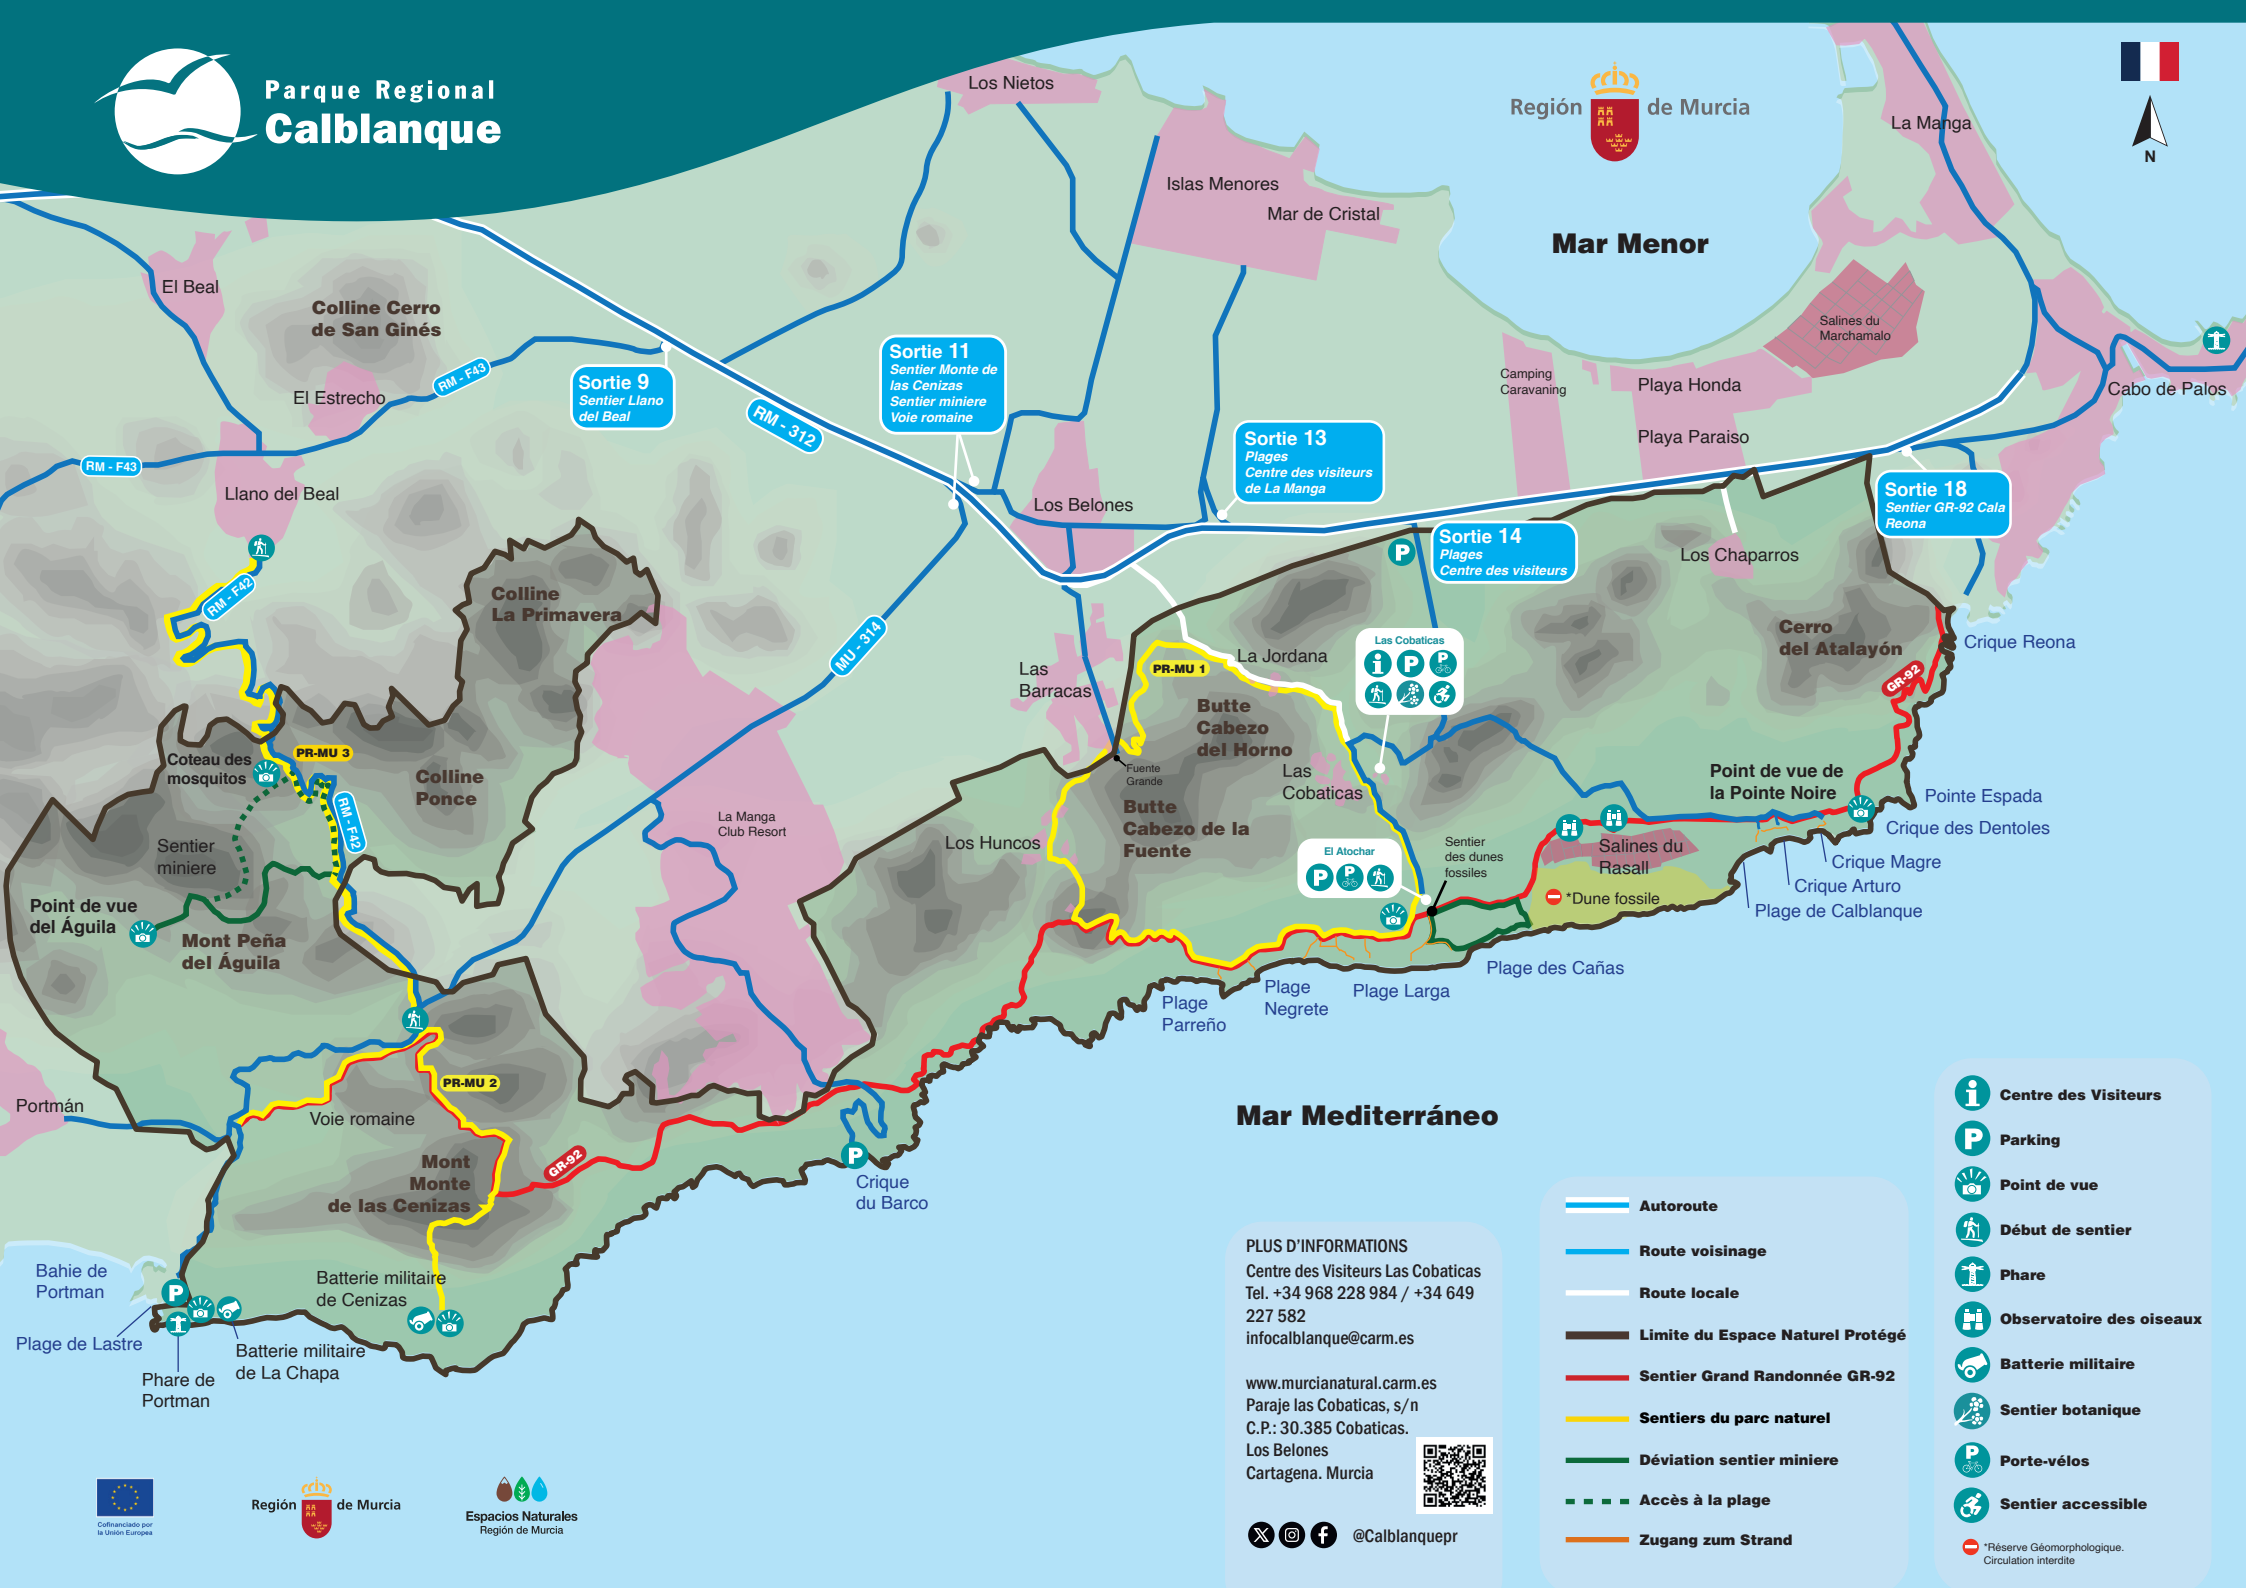 Parque Regional
Calblanque
Región de Murcia
N
Los Nietos
Islas Menores
Mar de Cristal
La Manga
Mar Menor
El Beal
Colline Cerro
de San Ginés
El Estrecho
RM - F43
Sortie 9
Sentier Llano
del Beal
RM - 312
Sortie 11
Sentier Monte de
las Cenizas
Sentier miniere
Voie romaine
Sortie 13
Plages
Centre des visiteurs
de La Manga
Camping
Caravaning
Playa Honda
Playa Paraiso
Salines du
Marchamalo
Cabo de Palos
RM - F43
Llano del Beal
Los Belones
Sortie 14
Plages
Centre des visiteurs
P
Sortie 18
Sentier GR-92 Cala
Reona
Los Chaparros
RM - F42
Colline
La Primavera
MU - 314
Las
Barracas
PR-MU 1
La Jordana
Las Cobaticas
i P P
Cerro
del Atalayón
Crique Reona
GR-92
Butte
Cabezo
del Horno
Las
Cobaticas
Fuente
Grande
Coteau des
mosquitos
PR-MU 3
Colline
Ponce
RM - F42
Sentier
miniere
Point de vue
del Águila
Mont Peña
del Águila
La Manga
Club Resort
Los Huncos
Butte
Cabezo de la
Fuente
El Atochar
P P
Sentier
des dunes
fossiles
Point de vue de
la Pointe Noire
Pointe Espada
Crique des Dentoles
Crique Magre
Crique Arturo
Plage de Calblanque
Salines du
Rasall
*Dune fossile
Plage des Cañas
Plage Larga
Plage
Negrete
Plage
Parreño
Portmán
Voie romaine
PR-MU 2
Mont
Monte
de las Cenizas
GR-92
P
Crique
du Barco
Mar Mediterráneo
Bahie de
Portman
P
Plage de Lastre
Phare de
Portman
Batterie militaire
de La Chapa
Batterie militaire
de Cenizas
PLUS D'INFORMATIONS
Centre des Visiteurs Las Cobaticas
Tel. +34 968 228 984 / +34 649
227 582
infocalblanque@carm.es
www.murcianatural.carm.es
Paraje las Cobaticas, s/n
C.P.: 30.385 Cobaticas.
Los Belones
Cartagena. Murcia
@Calblanquepr
Autoroute
Route voisinage
Route locale
Limite du Espace Naturel Protégé
Sentier Grand Randonnée GR-92
Sentiers du parc naturel
Déviation sentier miniere
Accès à la plage
Zugang zum Strand
i Centre des Visiteurs
P Parking
Point de vue
Début de sentier
Phare
Observatoire des oiseaux
Batterie militaire
Sentier botanique
P Porte-vélos
Sentier accessible
*Réserve Géomorphologique.
Circulation interdite
Cofinanciado por
la Unión Europea
Región de Murcia
Espacios Naturales
Región de Murcia